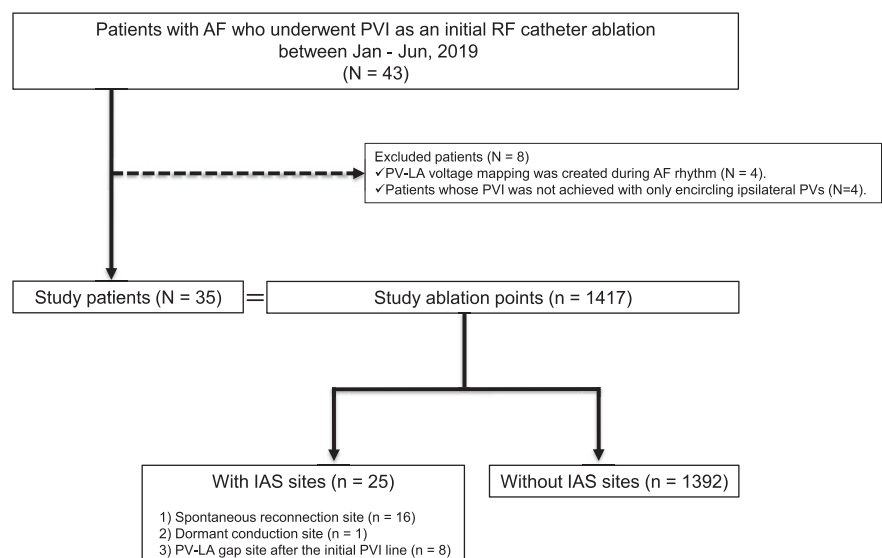 Patients with AF who underwent PVI as an initial RF catheter ablation
between Jan - Jun, 2019
(N = 43)
Excluded patients (N = 8)
✓PV-LA voltage mapping was created during AF rhythm (N = 4).
✓Patients whose PVI was not achieved with only encircling ipsilateral PVs (N=4).
Study patients (N = 35)
=
Study ablation points (n = 1417)
With IAS sites (n = 25)
1) Spontaneous reconnection site (n = 16)
2) Dormant conduction site (n = 1)
3) PV-LA gap site after the initial PVI line (n = 8)
Without IAS sites (n = 1392)